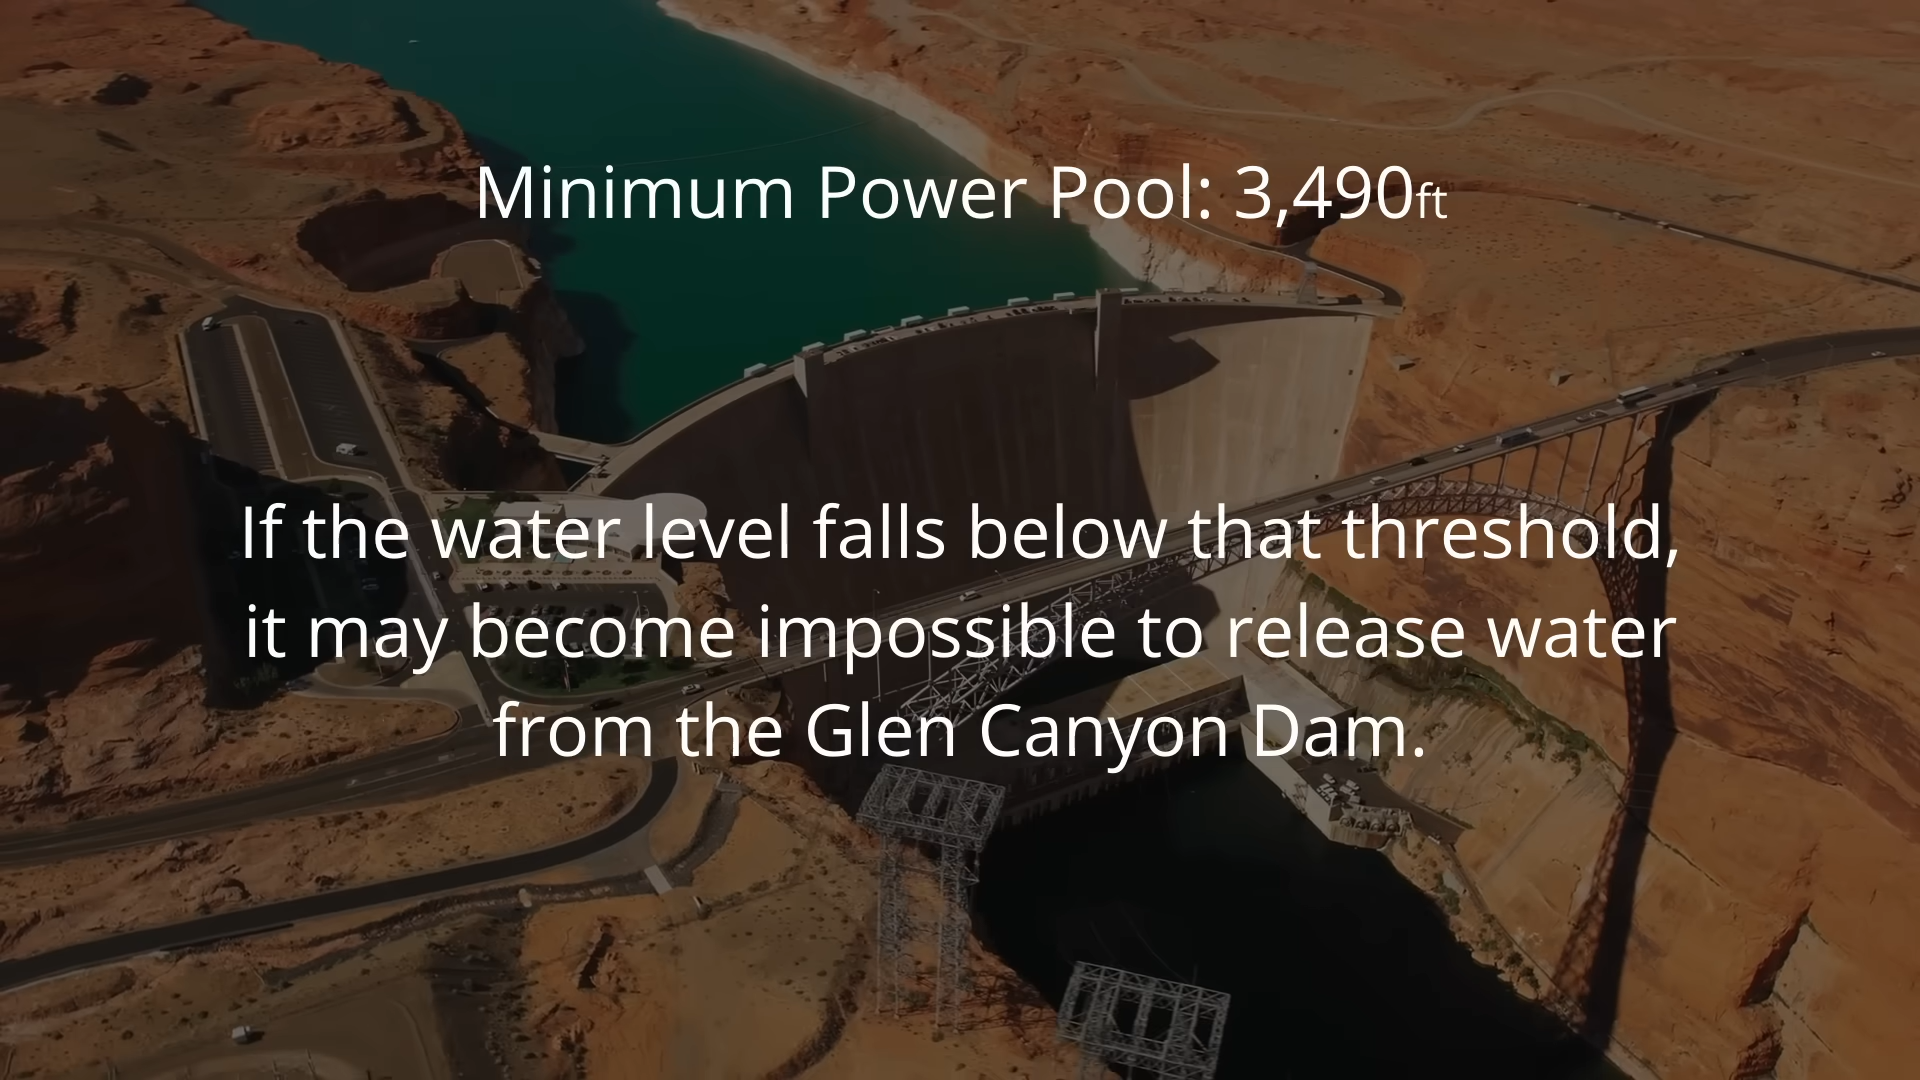 Minimum Power Pool: 3,490ft
If the water level falls below that threshold,
it may become impossible to release water
from the Glen Canyon Dam.